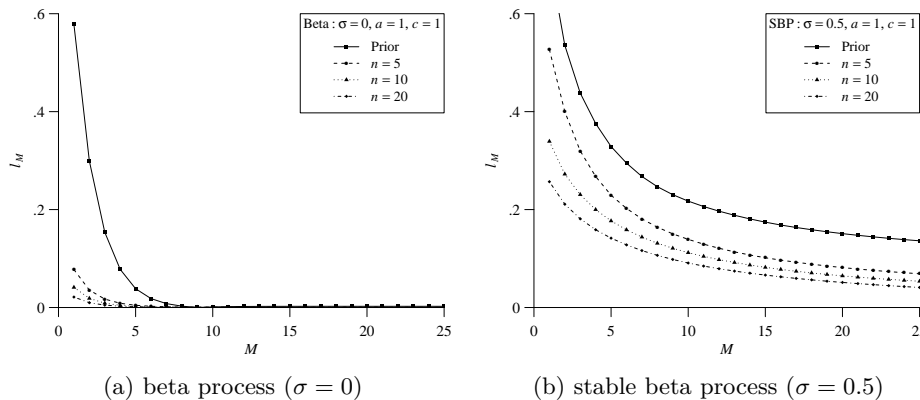 Beta : σ = 0, a = 1, c = 1
Prior
n = 5
n = 10
n = 20
.6
.4
.2
0
l_M
0 5 10 15 20 25
M
(a) beta process (σ = 0)
SBP : σ = 0.5, a = 1, c = 1
Prior
n = 5
n = 10
n = 20
.6
.4
.2
0
l_M
0 5 10 15 20 25
M
(b) stable beta process (σ = 0.5)